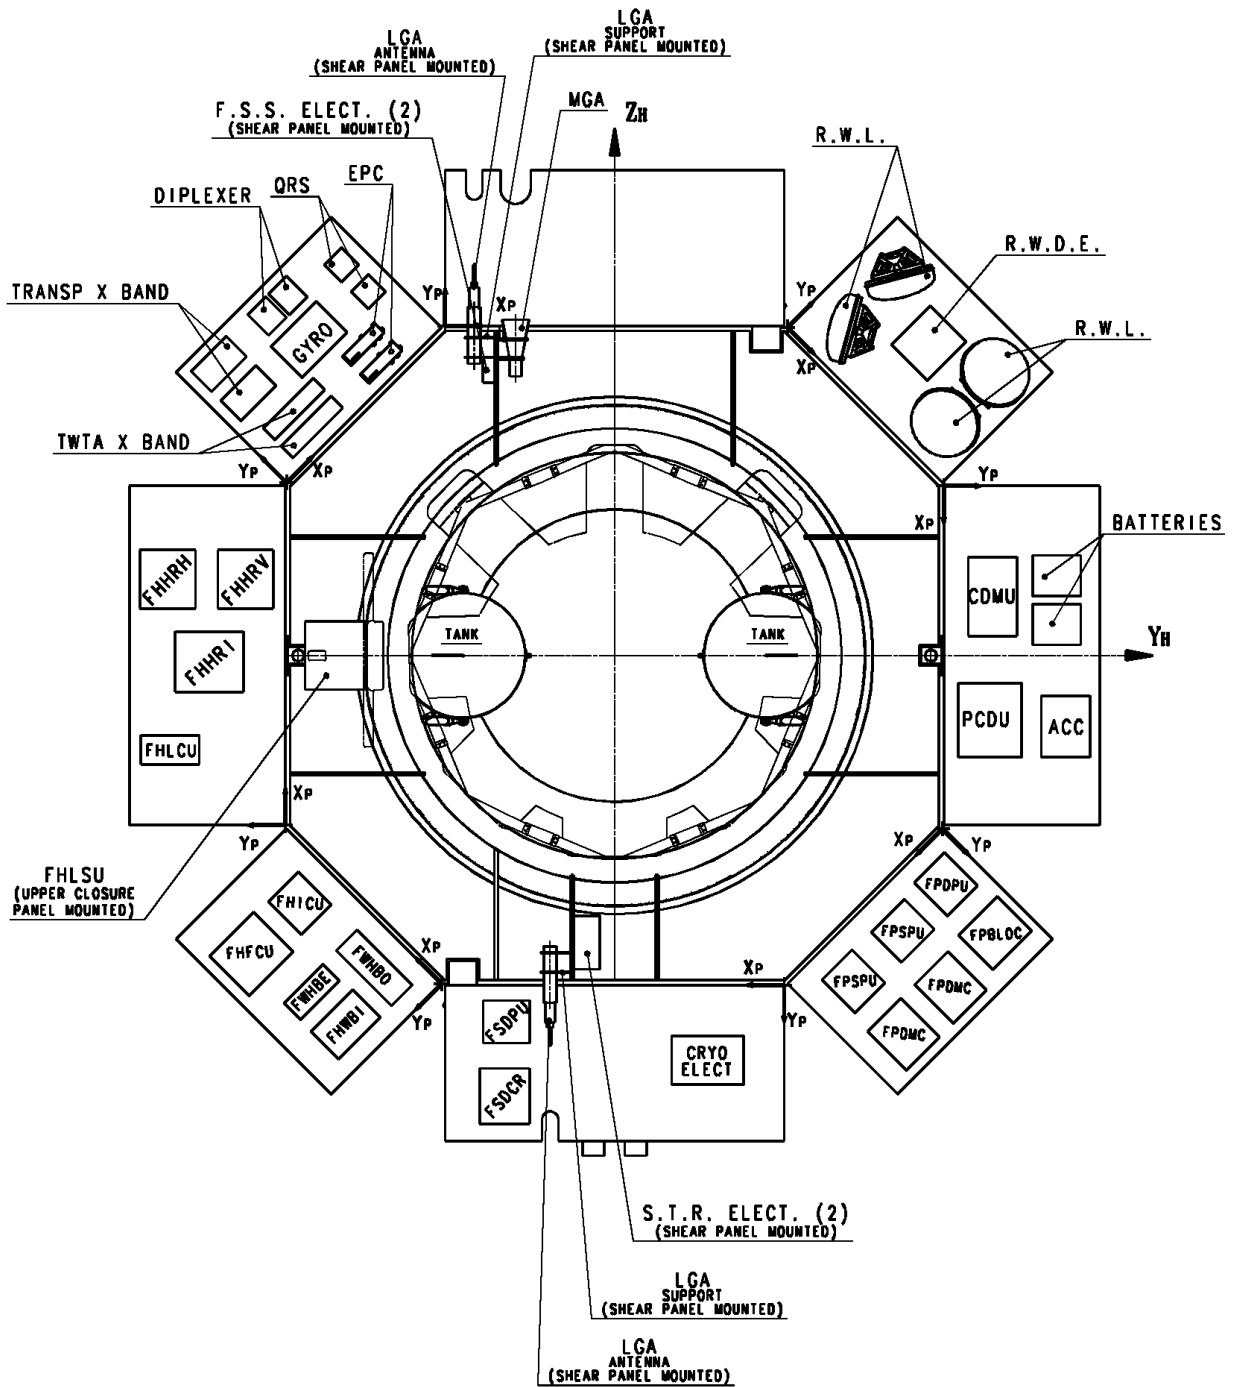 LGA
SUPPORT
(SHEAR PANEL MOUNTED)
LGA
ANTENNA
(SHEAR PANEL MOUNTED)
F.S.S. ELECT. (2)
(SHEAR PANEL MOUNTED)
MGA
ZH
R.W.L.
EPC
QRS
DIPLEXER
R.W.D.E.
TRANSP X BAND
YP
XP
YP
GYRO
R.W.L.
XP
TWTA X BAND
YP
XP
YP
XP
BATTERIES
FHHRH
FHHRV
CDMU
TANK
TANK
YH
FHHRI
PCDU
ACC
FHLCU
XP
YP
XP
YP
FHLSU
(UPPER CLOSURE
PANEL MOUNTED)
FHICU
FPDPU
FHFCU
FPSPU
FPBLOC
XP
FWHBO
XP
FWHBE
FPSPU
FPDMC
YP
FHWBI
YP
FSDPU
FPDMC
CRYO
ELECT
FSDCR
S.T.R. ELECT. (2)
(SHEAR PANEL MOUNTED)
LGA
SUPPORT
(SHEAR PANEL MOUNTED)
LGA
ANTENNA
(SHEAR PANEL MOUNTED)